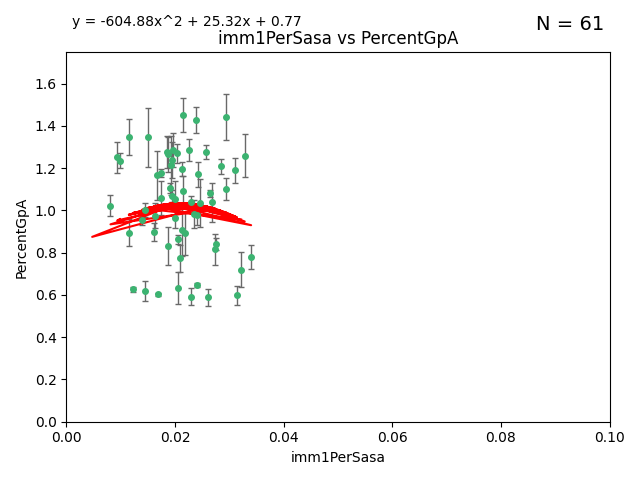 y = -604.88x^2 + 25.32x + 0.77
N = 61
imm1PerSasa vs PercentGpA
PercentGpA
1.6
1.4
1.2
1.0
0.8
0.6
0.4
0.2
0.0
0.00 0.02 0.04 0.06 0.08 0.10
imm1PerSasa